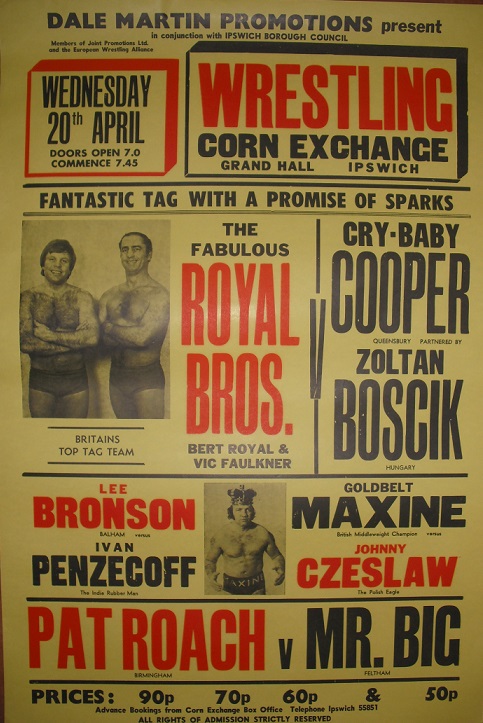 DALE MARTIN PROMOTIONS present
in conjunction with IPSWICH BOROUGH COUNCIL
Members of Joint Promotions Ltd.
and the European Wrestling Alliance
WEDNESDAY
20th APRIL
DOORS OPEN 7.0
COMMENCE 7.45
WRESTLING
CORN EXCHANGE
GRAND HALL IPSWICH
FANTASTIC TAG WITH A PROMISE OF SPARKS
THE
FABULOUS
ROYAL
BROS.
BERT ROYAL &
VIC FAULKNER
BRITAINS
TOP TAG TEAM
V
CRY-BABY
COOPER
QUEENSBURY PARTNERED BY
ZOLTAN
BOSCIK
HUNGARY
LEE
BRONSON
BALHAM versus
IVAN
PENZECOFF
The Indie Rubber Man
MAXINE
GOLDBELT
MAXINE
British Middleweight Champion versus
JOHNNY
CZESLAW
The Polish Eagle
PAT ROACH V MR. BIG
BIRMINGHAM FELTHAM
PRICES: 90p 70p 60p & 50p
Advance Bookings from Corn Exchange Box Office Telephone Ipswich 55851
ALL RIGHTS OF ADMISSION STRICTLY RESERVED